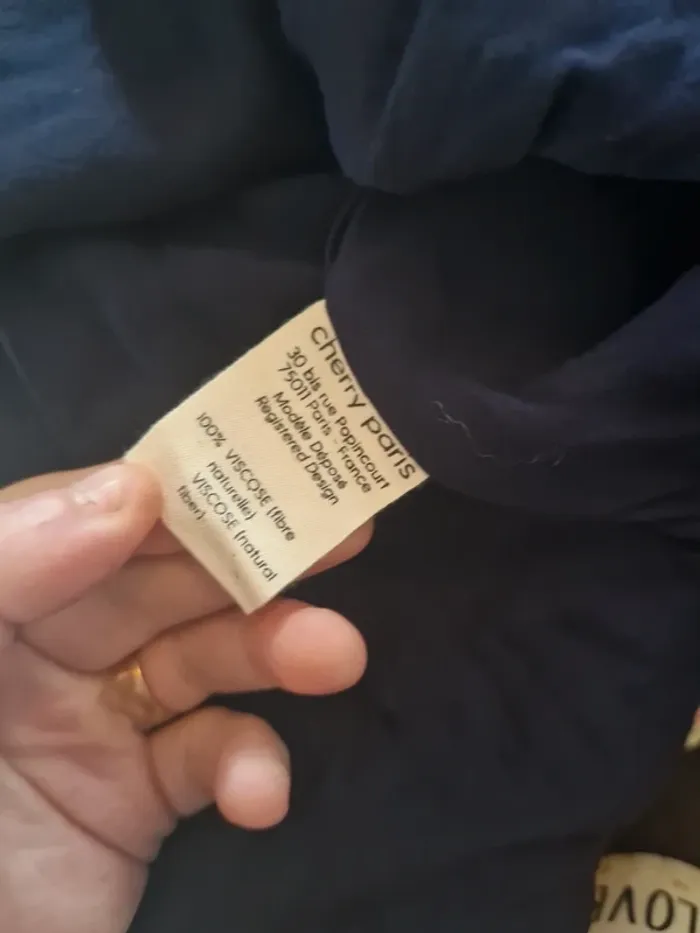 cherry paris
30 bis rue Popincourt
75011 Paris - France
Modèle Déposé
Registered Design
100% VISCOSE (fibre
naturelle)
VISCOSE (natural
fiber)
LOV